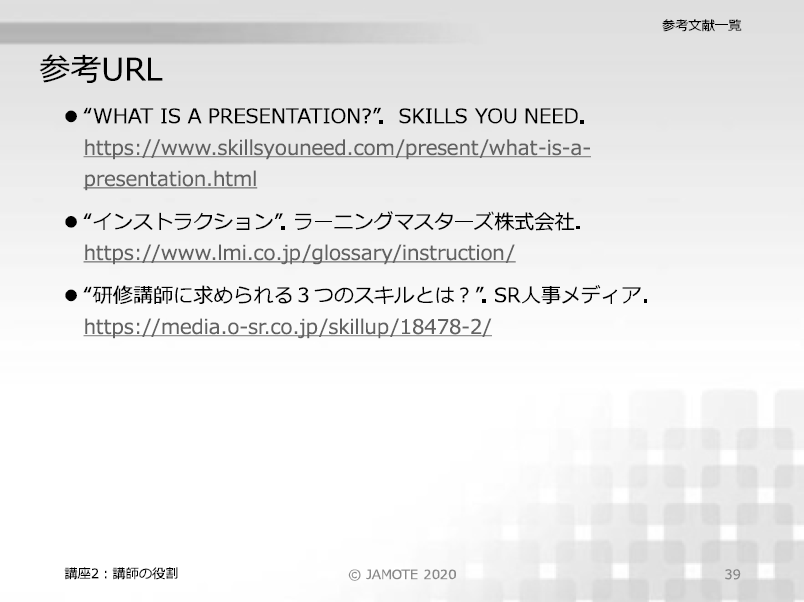 参考文献一覧
参考URL
● “WHAT IS A PRESENTATION?”. SKILLS YOU NEED.
https://www.skillsyouneed.com/present/what-is-a-
presentation.html
● “インストラクション”. ラーニングマスターズ株式会社.
https://www.lmi.co.jp/glossary/instruction/
● “研修講師に求められる３つのスキルとは？”. SR人事メディア.
https://media.o-sr.co.jp/skillup/18478-2/
講座2：講師の役割
© JAMOTE 2020
39